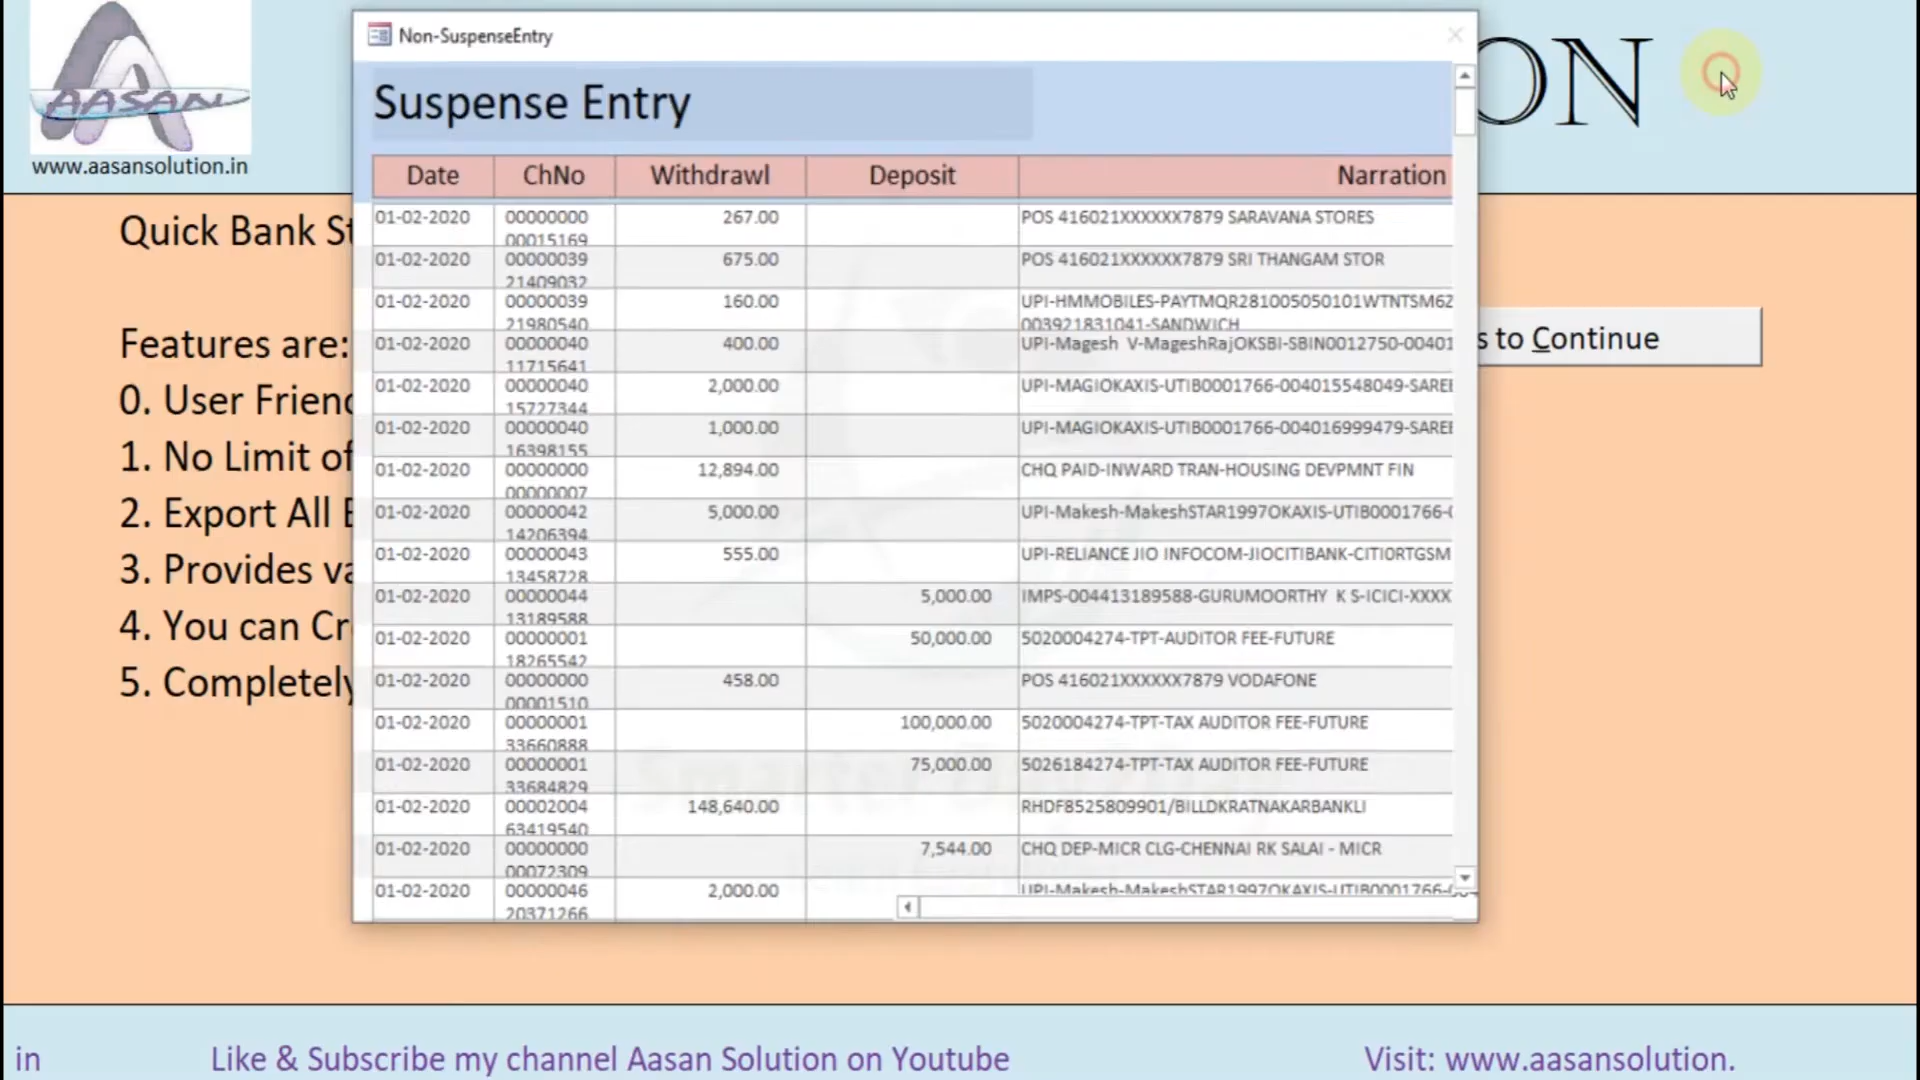 Non-SuspenseEntry
Suspense Entry
ON
AASAN
www.aasansolution.in
Date ChNo Withdrawl Deposit Narration
01-02-2020 00000000 267.00 POS 416021XXXXXX7879 SARAVANA STORES
00015169
01-02-2020 00000039 675.00 POS 416021XXXXXX7879 SRI THANGAM STOR
21409032
01-02-2020 00000039 160.00 UPI-HMMOBILES-PAYTMQR281005050101WTNTSM6Z
21980540 003921831041-SANDWICH
01-02-2020 00000040 400.00 UPI-Magesh V-MageshRajOKSBI-SBIN0012750-00401
11715641
01-02-2020 00000040 2,000.00 UPI-MAGIOKAXIS-UTIB0001766-004015548049-SAREE
15727344
01-02-2020 00000040 1,000.00 UPI-MAGIOKAXIS-UTIB0001766-004016999479-SAREE
16398155
01-02-2020 00000000 12,894.00 CHQ PAID-INWARD TRAN-HOUSING DEVPMNT FIN
00000007
01-02-2020 00000042 5,000.00 UPI-Makesh-MakeshSTAR1997OKAXIS-UTIB0001766-0
14206394
01-02-2020 00000043 555.00 UPI-RELIANCE JIO INFOCOM-JIOCITIBANK-CITI0RTGSM
13458728
01-02-2020 00000044 5,000.00 IMPS-004413189588-GURUMOORTHY K S-ICICI-XXXX
13189588
01-02-2020 00000001 50,000.00 5020004274-TPT-AUDITOR FEE-FUTURE
18265542
01-02-2020 00000000 458.00 POS 416021XXXXXX7879 VODAFONE
00001510
01-02-2020 00000001 100,000.00 5020004274-TPT-TAX AUDITOR FEE-FUTURE
33660888
01-02-2020 00000001 75,000.00 5026184274-TPT-TAX AUDITOR FEE-FUTURE
33684829
01-02-2020 00002004 148,640.00 RHDF8525809901/BILLDKRATNAKARBANKLI
63419540
01-02-2020 00000000 7,544.00 CHQ DEP-MICR CLG-CHENNAI RK SALAI - MICR
00072309
01-02-2020 00000046 2,000.00 UPI-Makesh-MakeshSTAR1997OKAXIS-UTIB0001766-004
20371266
Quick Bank St
Features are:
0. User Friend
1. No Limit of
2. Export All B
3. Provides va
4. You can Cre
5. Completely
s to Continue
in Like & Subscribe my channel Aasan Solution on Youtube Visit: www.aasansolution.